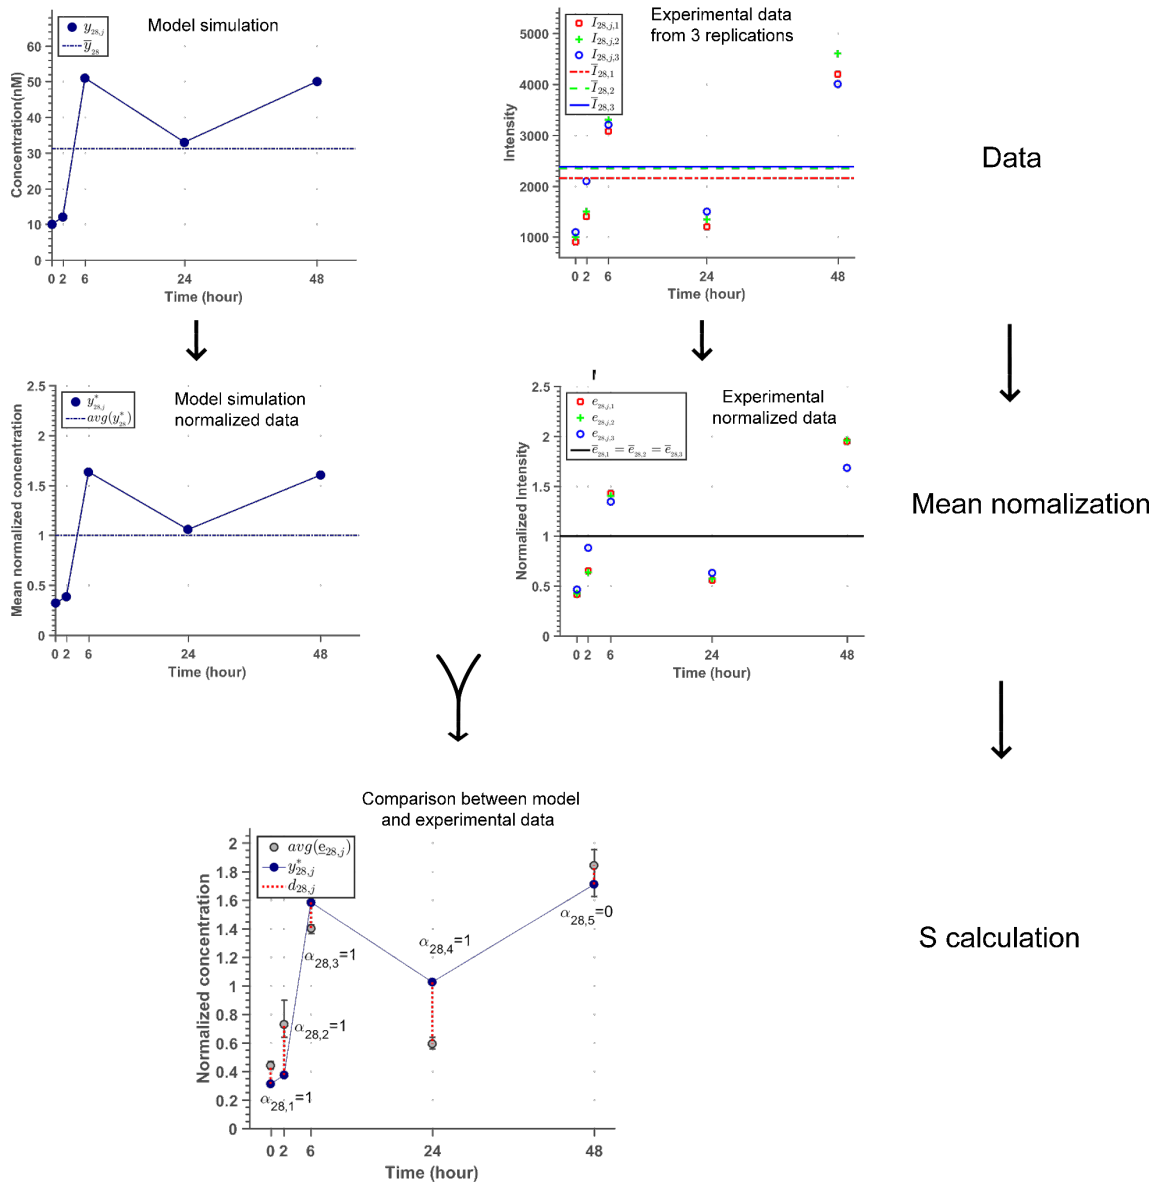 Model simulation
y28,j
y̅28
Concentration(nM)
60
50
40
30
20
10
0
0 2 6 24 48
Time (hour)
Experimental data
from 3 replications
I28,j,1
I28,j,2
I28,j,3
I̅28,1
I̅28,2
I̅28,3
Intensity
5000
4000
3000
2000
1000
0 2 6 24 48
Time (hour)
Data
Model simulation
normalized data
y*28,j
avg(y*28)
Mean normalized concentration
2.5
2
1.5
1
0.5
0
0 2 6 24 48
Time (hour)
Experimental
normalized data
e28,j,1
e28,j,2
e28,j,3
e̅28,1 = e̅28,2 = e̅28,3
Normalized Intensity
2.5
2
1.5
1
0.5
0
0 2 6 24 48
Time (hour)
Mean nomalization
Comparison between model
and experimental data
avg(e̲28,j)
y*28,j
d28,j
Normalized concentration
2
1.8
1.6
1.4
1.2
1
0.8
0.6
0.4
0.2
0
α28,1=1
α28,2=1
α28,3=1
α28,4=1
α28,5=0
0 2 6 24 48
Time (hour)
S calculation